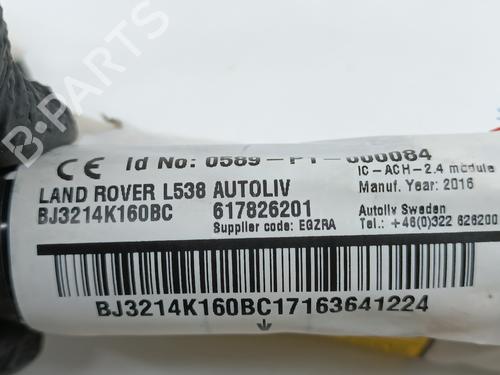 B-PARTS
CE Id No: 0589-P1-000084
LAND ROVER L538 AUTOLIV
IC-ACH-2.4 module
Manuf. Year: 2016
BJ3214K160BC 617826201
Supplier code: EGZRA
Autoliv Sweden
Tel.: +46(0)322 626200
BJ3214K160BC17163641224